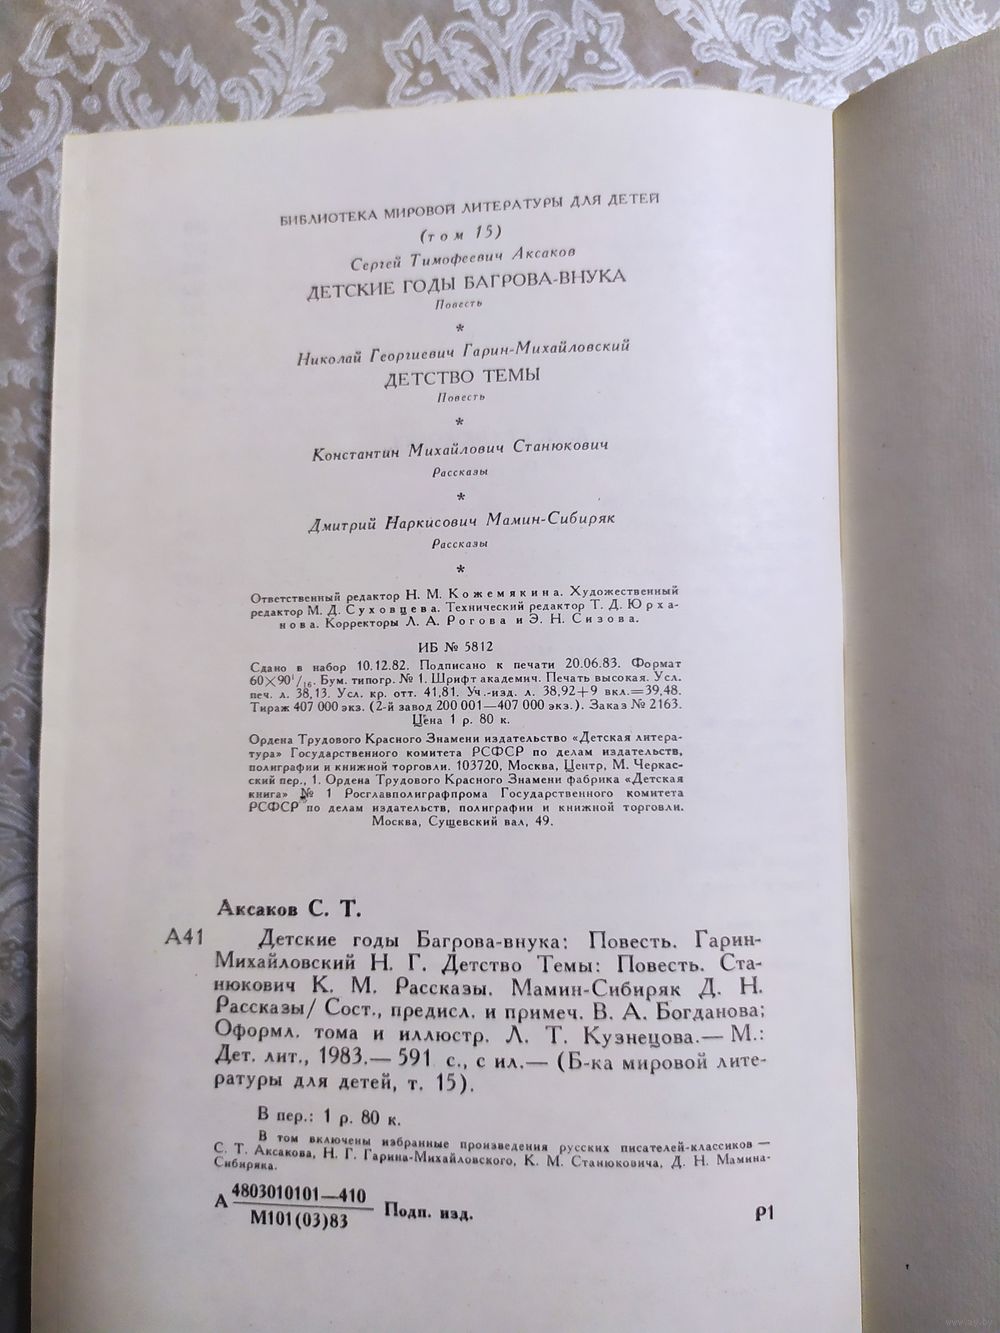 БИБЛИОТЕКА МИРОВОЙ ЛИТЕРАТУРЫ ДЛЯ ДЕТЕЙ
(том 15)
Сергей Тимофеевич Аксаков
ДЕТСКИЕ ГОДЫ БАГРОВА-ВНУКА
Повесть
*
Николай Георгиевич Гарин-Михайловский
ДЕТСТВО ТЕМЫ
Повесть
*
Константин Михайлович Станюкович
Рассказы
*
Дмитрий Наркисович Мамин-Сибиряк
Рассказы
*
Ответственный редактор Н. М. Кожемякина. Художественный
редактор М. Д. Суховцева. Технический редактор Т. Д. Юрха-
нова. Корректоры Л. А. Рогова и Э. Н. Сизова.
ИБ № 5812
Сдано в набор 10.12.82. Подписано к печати 20.06.83. Формат
60×90¹/₁₆. Бум. типогр. № 1. Шрифт академич. Печать высокая. Усл.
печ. л. 38,13. Усл. кр. отт. 41,81. Уч.-изд. л. 38,92+9 вкл.=39,48.
Тираж 407 000 экз. (2-й завод 200 001—407 000 экз.). Заказ № 2163.
Цена 1 р. 80 к.
Ордена Трудового Красного Знамени издательство «Детская литера-
тура» Государственного комитета РСФСР по делам издательств,
полиграфии и книжной торговли. 103720, Москва, Центр, М. Черкас-
ский пер., 1. Ордена Трудового Красного Знамени фабрика «Детская
книга» № 1 Росглавполиграфпрома Государственного комитета
РСФСР по делам издательств, полиграфии и книжной торговли.
Москва, Сущевский вал, 49.
Аксаков С. Т.
А41 Детские годы Багрова-внука: Повесть. Гарин-
Михайловский Н. Г. Детство Темы: Повесть. Ста-
нюкович К. М. Рассказы. Мамин-Сибиряк Д. Н.
Рассказы/ Сост., предисл. и примеч. В. А. Богданова;
Оформл. тома и иллюстр. Л. Т. Кузнецова.— М.:
Дет. лит., 1983.— 591 с., с ил.— (Б-ка мировой лите-
ратуры для детей, т. 15).
В пер.: 1 р. 80 к.
В том включены избранные произведения русских писателей-классиков —
С. Т. Аксакова, Н. Г. Гарина-Михайловского, К. М. Станюковича, Д. Н. Мамина-
Сибиряка.
А 4803010101—410 Подп. изд. Р1
М101(03)83
www.ay.by